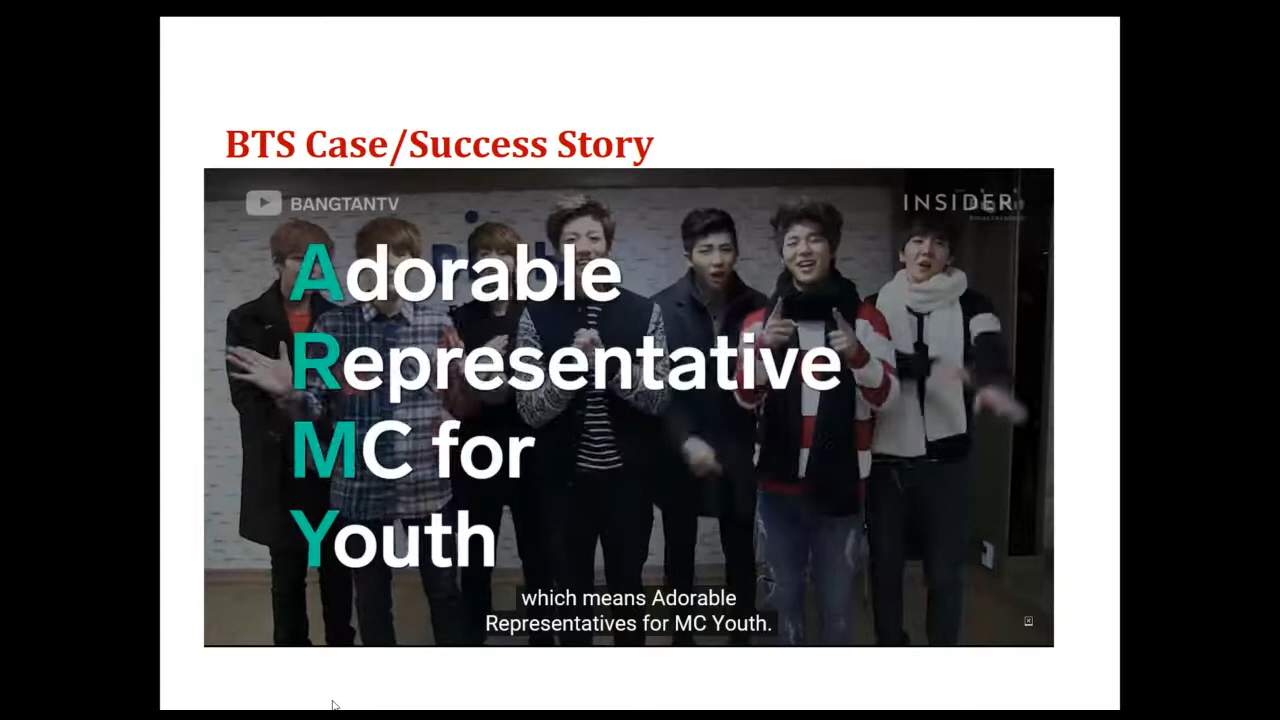 BTS Case/Success Story
BANGTANTV
INSIDER
Adorable
Representative
MC for
Youth
which means Adorable
Representatives for MC Youth.